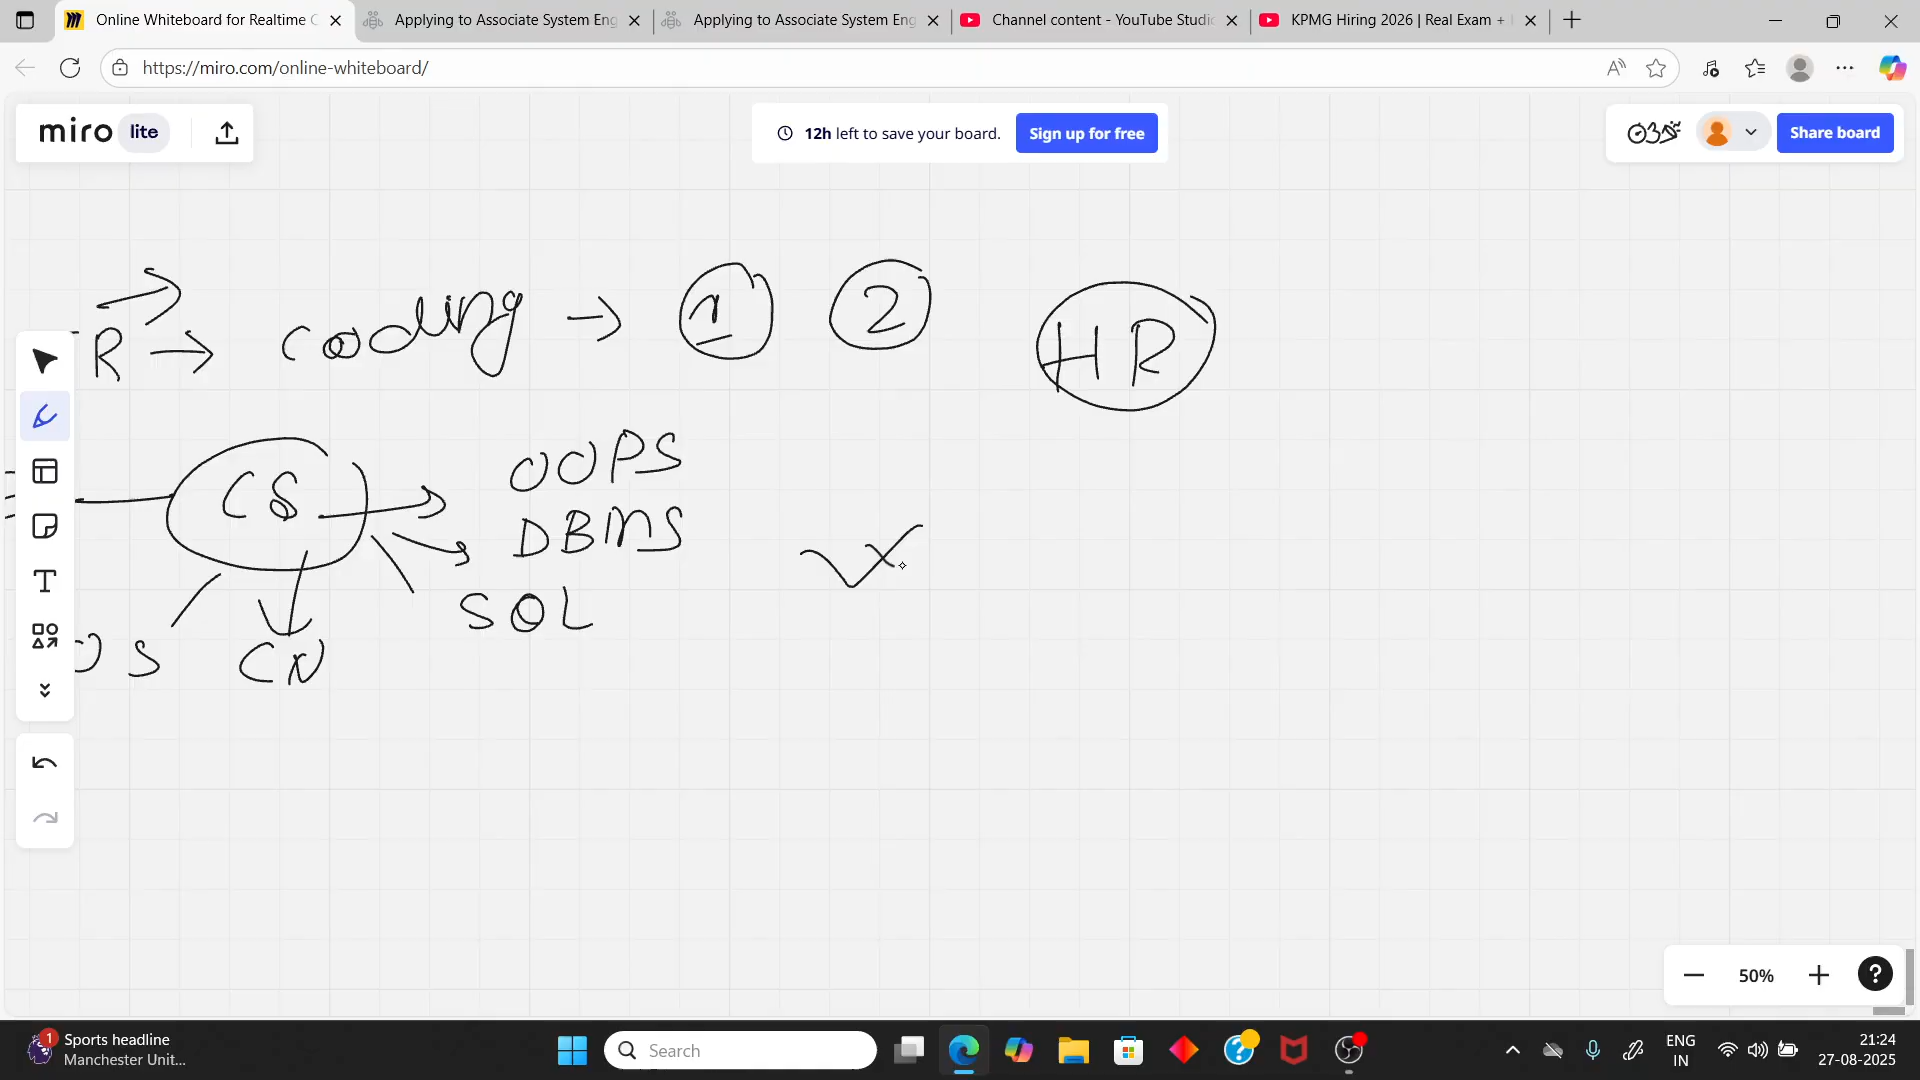 Online Whiteboard for Realtime C
Applying to Associate System Eng
Applying to Associate System Eng
Channel content - YouTube Studio
KPMG Hiring 2026 | Real Exam +
https://miro.com/online-whiteboard/
miro lite
12h left to save your board.
Sign up for free
Share board
R → coding → 1 2 HR
CS
OOPS
DBMS
SQL
OS
CN
50%
Sports headline
Manchester Unit...
1
Search
ENG
IN
21:24
27-08-2025